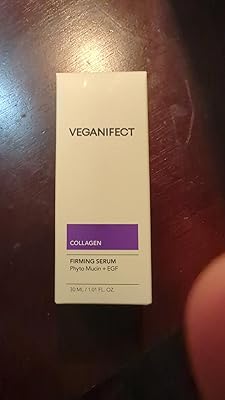 VEGANIFECT
COLLAGEN
FIRMING SERUM
Phyto Mucin + EGF
30 ML / 1.01 FL. OZ.